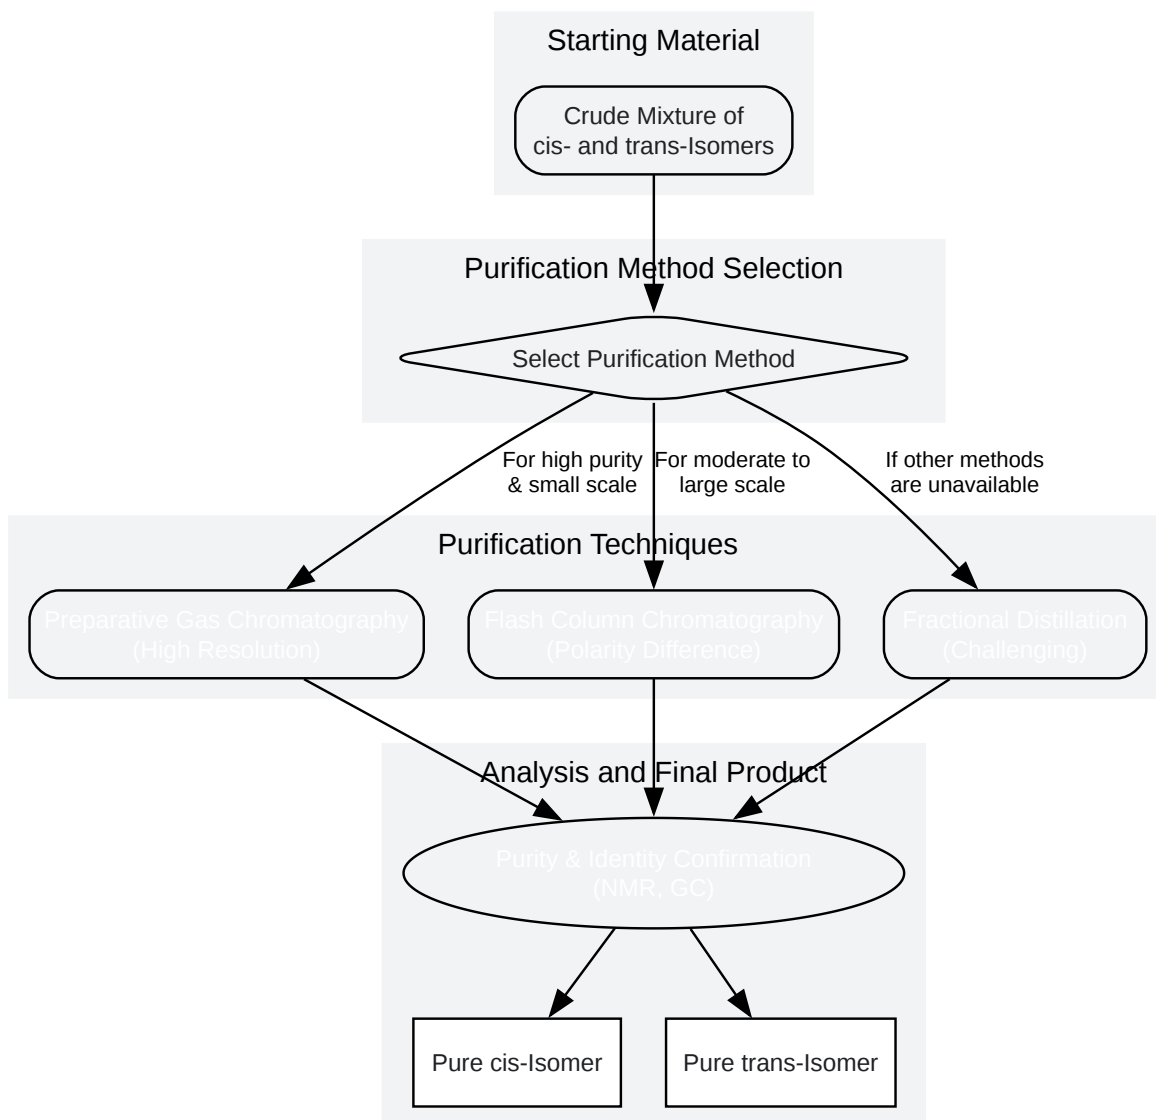 Starting Material
Crude Mixture of
cis- and trans-Isomers
Purification Method Selection
Select Purification Method
For high purity
& small scale
For moderate to
large scale
If other methods
are unavailable
Purification Techniques
Preparative Gas Chromatography
(High Resolution)
Flash Column Chromatography
(Polarity Difference)
Fractional Distillation
(Challenging)
Analysis and Final Product
Purity & Identity Confirmation
(NMR, GC)
Pure cis-Isomer
Pure trans-Isomer